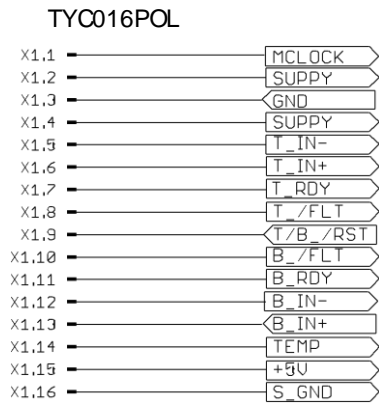 TYC016POL
X1.1 MCLOCK
X1.2 SUPPY
X1.3 GND
X1.4 SUPPY
X1.5 T_IN-
X1.6 T_IN+
X1.7 T_RDY
X1.8 T_/FLT
X1.9 T/B_/RST
X1.10 B_/FLT
X1.11 B_RDY
X1.12 B_IN-
X1.13 B_IN+
X1.14 TEMP
X1.15 +5V
X1.16 S_GND